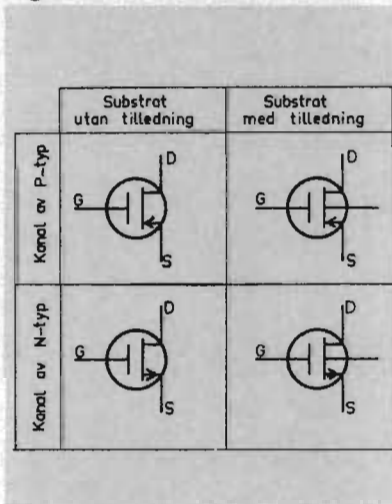 Substrat
utan tilledning
Substrat
med tilledning
Kanal av P-typ
D
G
S
D
G
S
Kanal av N-typ
D
G
S
D
G
S